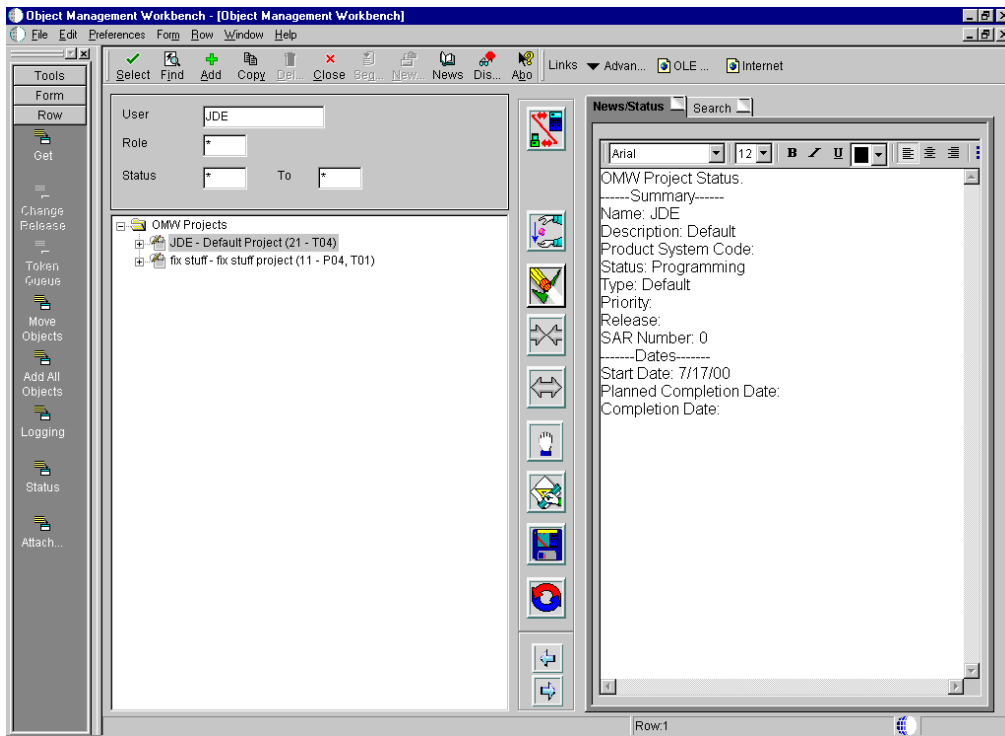 Object Management Workbench - [Object Management Workbench]
File Edit Preferences Form Row Window Help
Select Find Add Copy Del... Close Seq... New... News Dis... Abo Links Advan... OLE ... Internet
Tools
Form
Row
Get
Change
Release
Token
Queue
Move
Objects
Add All
Objects
Logging
Status
Attach...
User JDE
Role *
Status * To *
OMW Projects
JDE - Default Project (21 - T04)
fix stuff - fix stuff project (11 - P04, T01)
News/Status Search
Arial 12 B I U
OMW Project Status.
------Summary------
Name: JDE
Description: Default
Product System Code:
Status: Programming
Type: Default
Priority:
Release:
SAR Number: 0
-------Dates-------
Start Date: 7/17/00
Planned Completion Date:
Completion Date:
Row:1